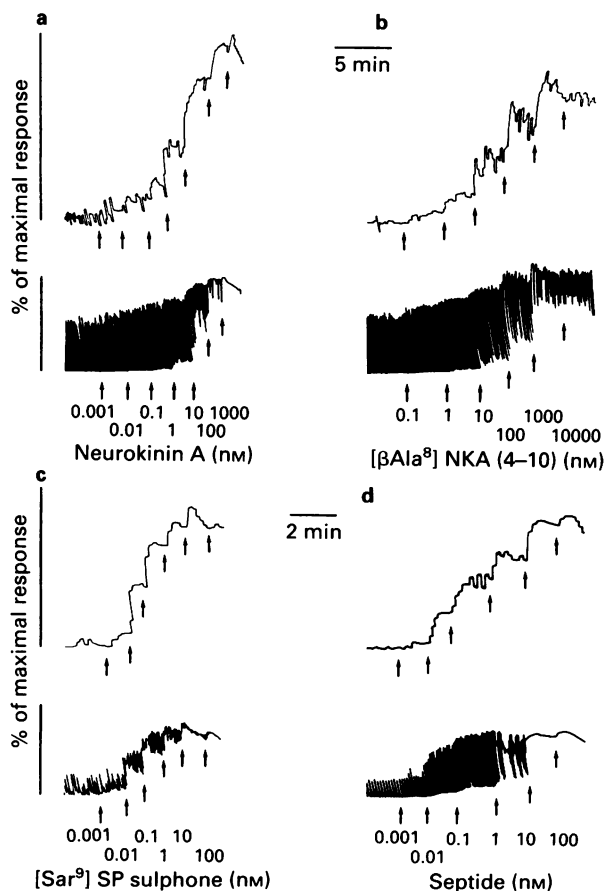 a
b
5 min
% of maximal response
0.001 0.1 10 1000
0.01 1 100
Neurokinin A (nM)
0.1 1 10 1000
100 10000
[βAla⁸] NKA (4–10) (nM)
c
d
2 min
% of maximal response
0.001 0.1 10
0.01 1 100
[Sar⁹] SP sulphone (nM)
0.001 0.1 1 10 100
0.01
Septide (nM)